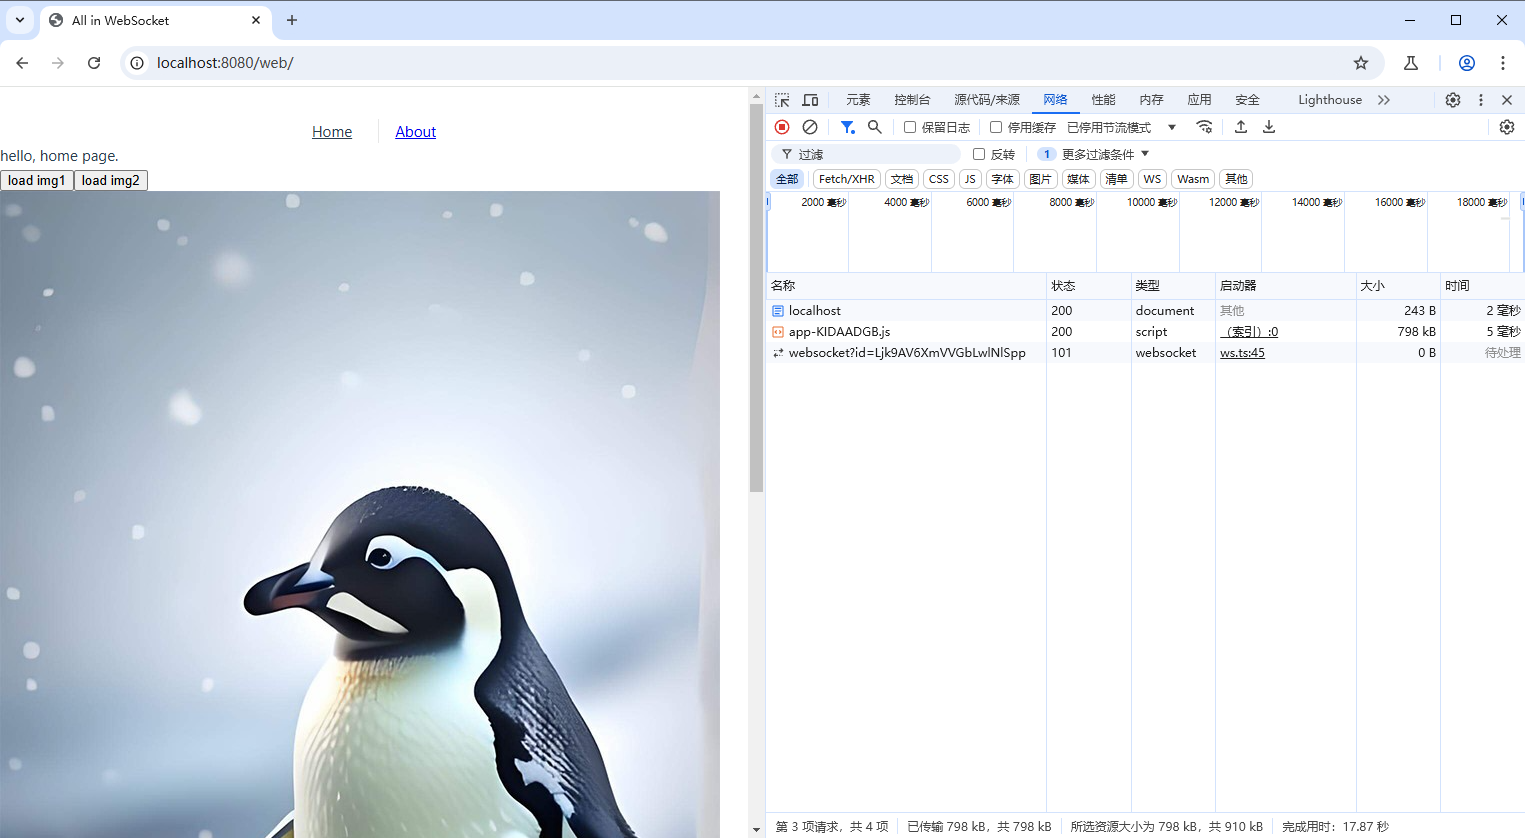 All in WebSocket
localhost:8080/web/
Home About
hello, home page.
load img1 load img2
元素 控制台 源代码/来源 网络 性能 内存 应用 安全 Lighthouse
保留日志 停用缓存 已停用节流模式
过滤 反转 1 更多过滤条件
全部 Fetch/XHR 文档 CSS JS 字体 图片 媒体 清单 WS Wasm 其他
2000 毫秒 4000 毫秒 6000 毫秒 8000 毫秒 10000 毫秒 12000 毫秒 14000 毫秒 16000 毫秒 18000 毫秒
名称 状态 类型 启动器 大小 时间
localhost 200 document 其他 243 B 2 毫秒
app-KIDAADGB.js 200 script （索引）:0 798 kB 5 毫秒
websocket?id=Ljk9AV6XmVVGbLwlNlSpp 101 websocket ws.ts:45 0 B 待处理
第 3 项请求，共 4 项 已传输 798 kB，共 798 kB 所选资源大小为 798 kB，共 910 kB 完成用时：17.87 秒